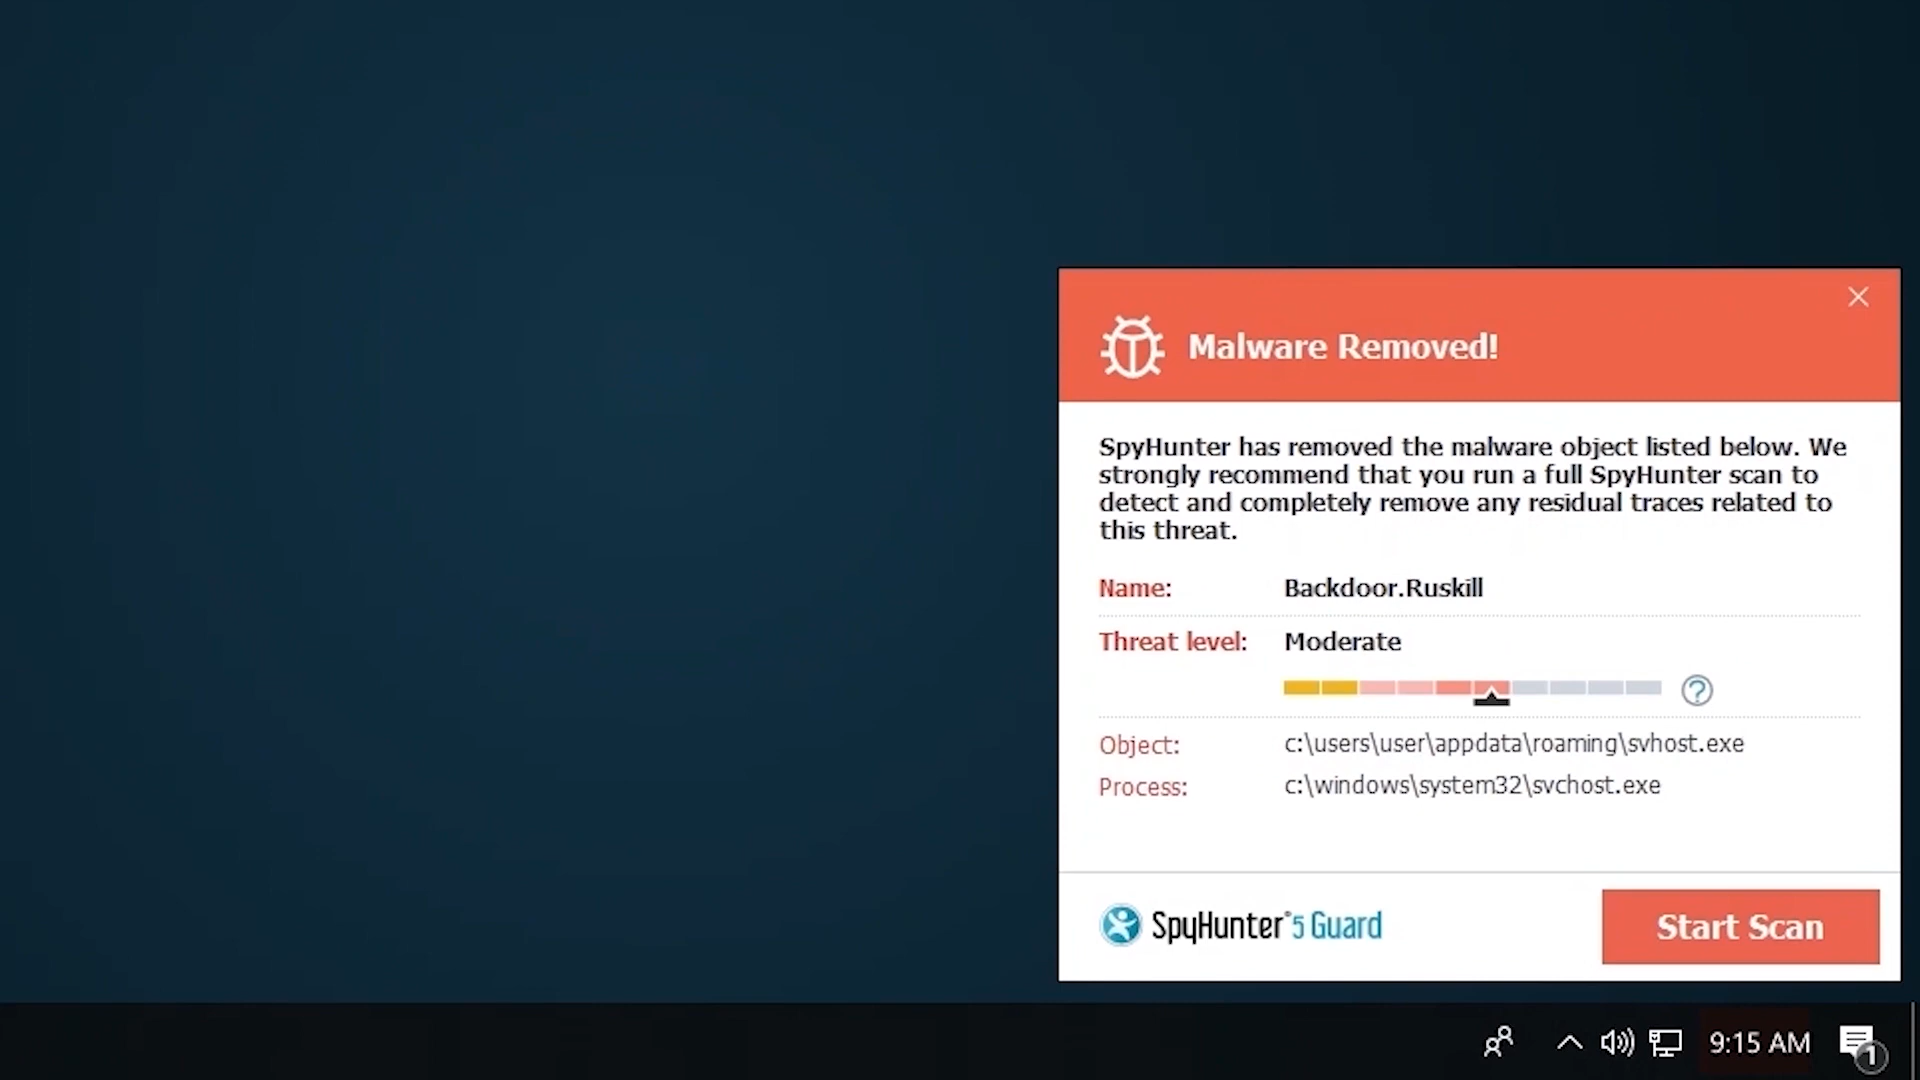 Malware Removed!
SpyHunter has removed the malware object listed below. We
strongly recommend that you run a full SpyHunter scan to
detect and completely remove any residual traces related to
this threat.
Name: Backdoor.Ruskill
Threat level: Moderate
?
Object: c:\users\user\appdata\roaming\svhost.exe
Process: c:\windows\system32\svchost.exe
SpyHunter® 5 Guard
Start Scan
9:15 AM
1